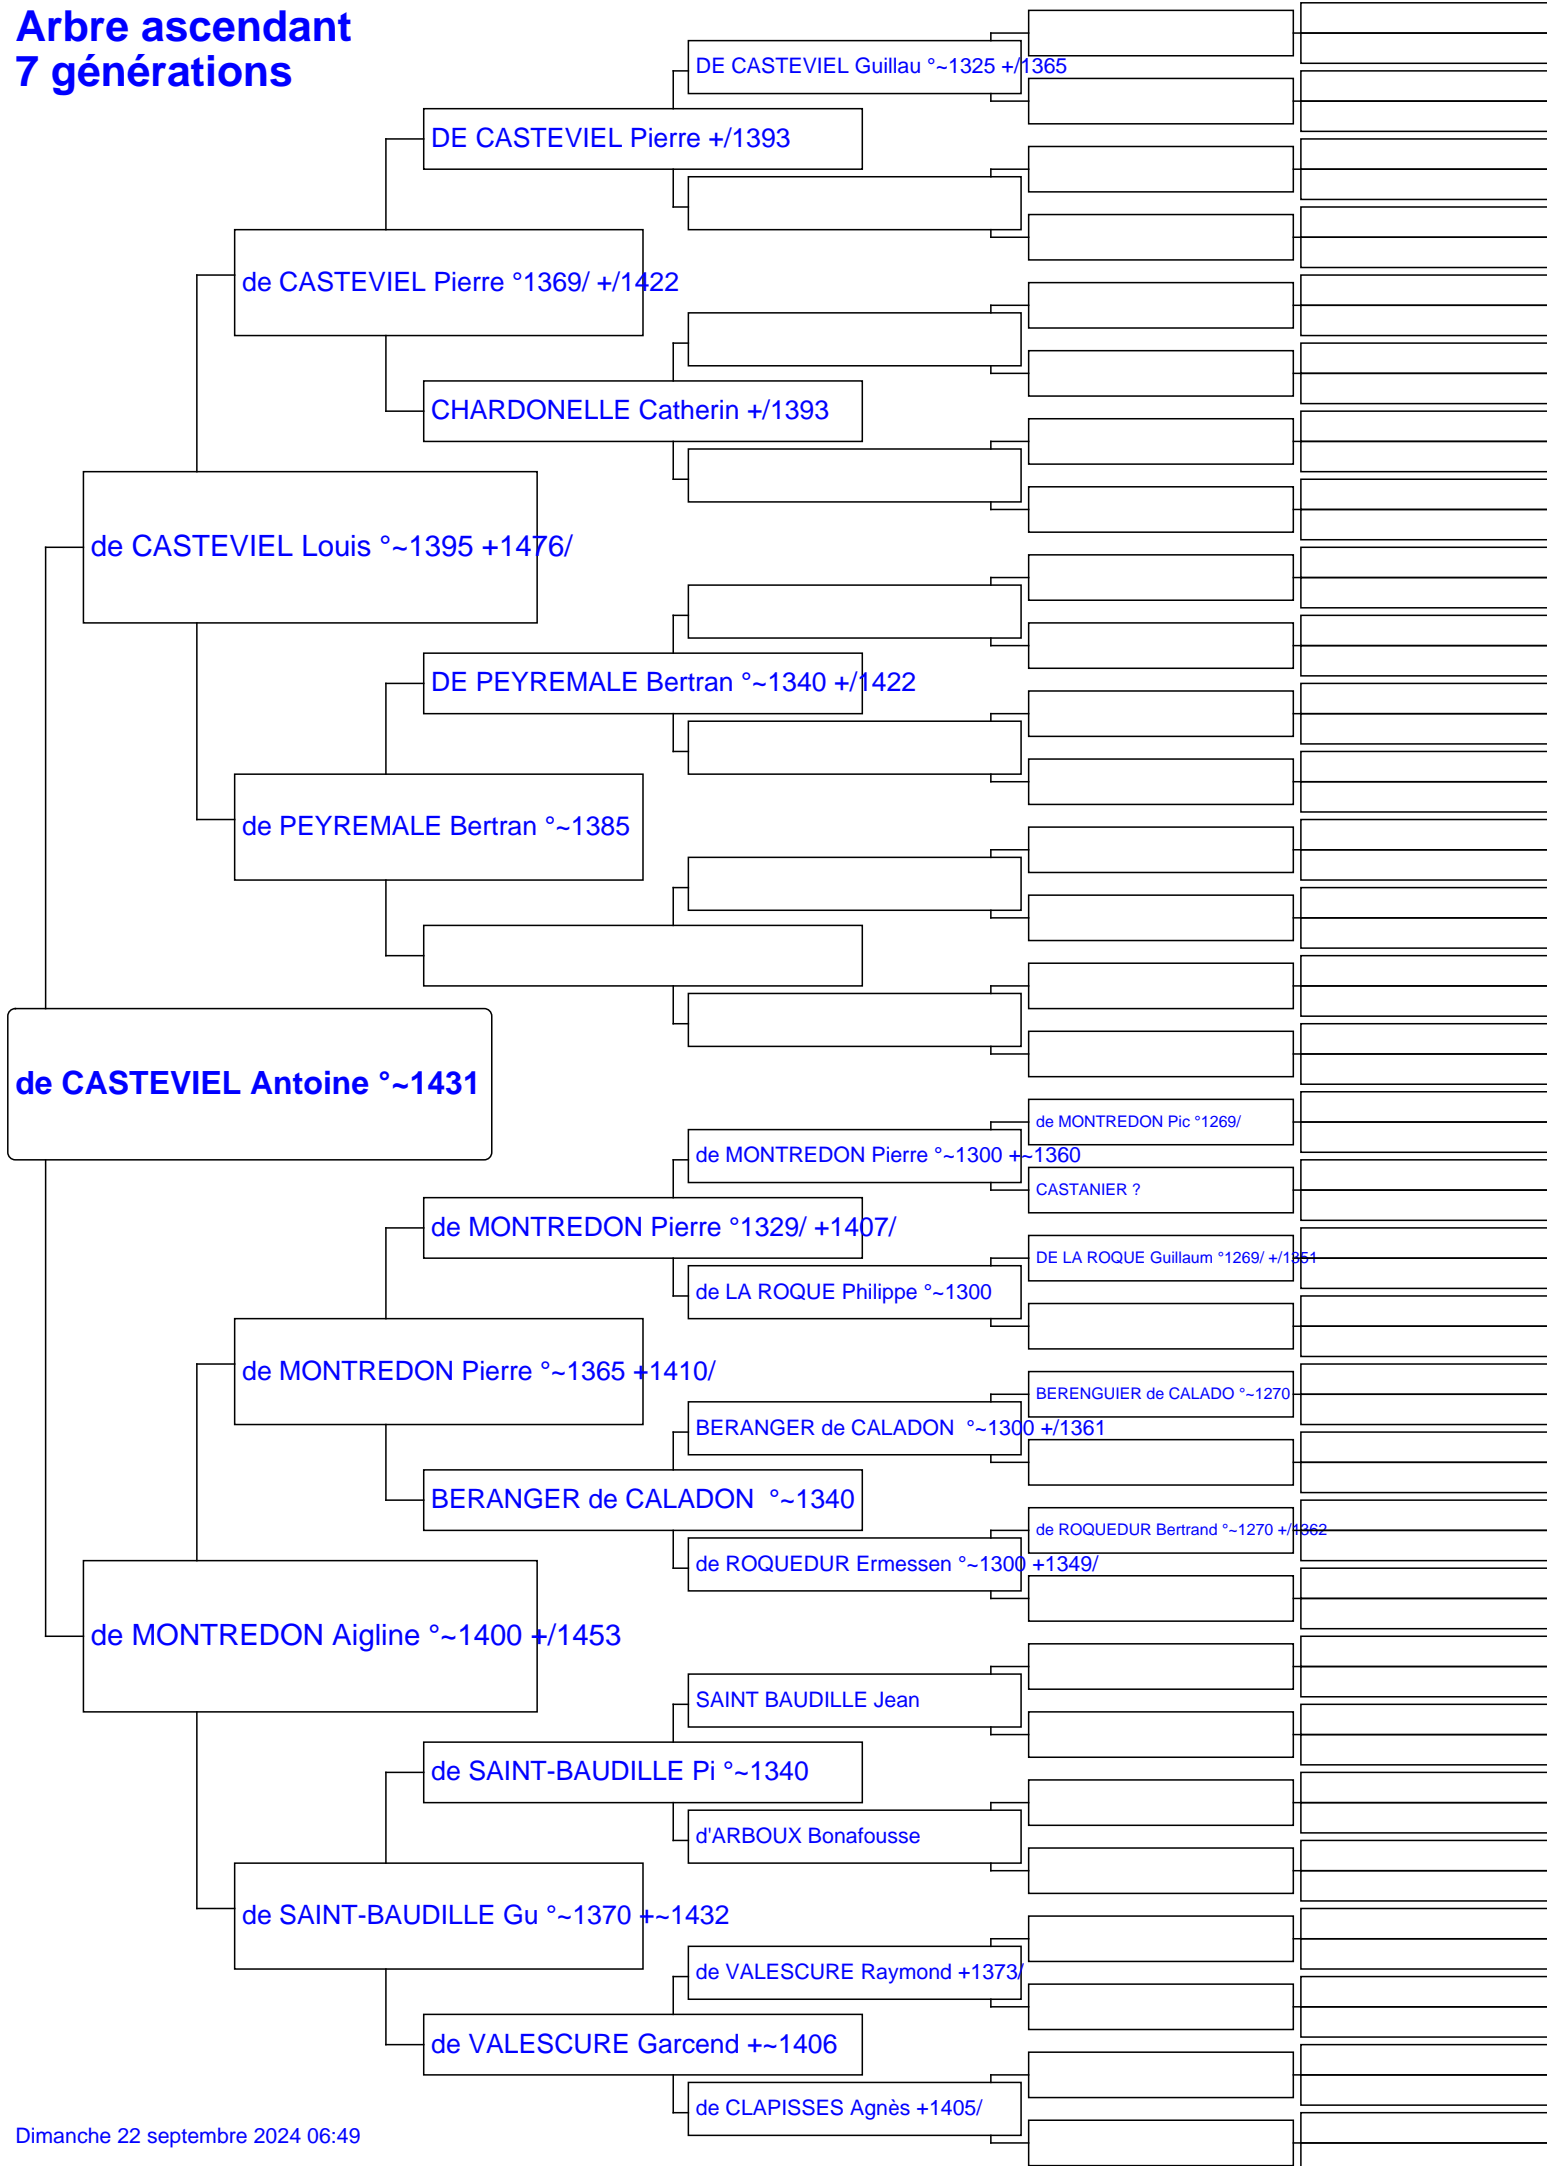 Arbre ascendant
7 générations
DE CASTEVIEL Guillau °~1325 +/1365
DE CASTEVIEL Pierre +/1393
de CASTEVIEL Pierre °1369/ +/1422
CHARDONELLE Catherin +/1393
de CASTEVIEL Louis °~1395 +1476/
DE PEYREMALE Bertran °~1340 +/1422
de PEYREMALE Bertran °~1385
de CASTEVIEL Antoine °~1431
de MONTREDON Pic °1269/
de MONTREDON Pierre °~1300 +~1360
CASTANIER ?
de MONTREDON Pierre °1329/ +1407/
DE LA ROQUE Guillaum °1269/ +/1351
de LA ROQUE Philippe °~1300
de MONTREDON Pierre °~1365 +1410/
BERENGUIER de CALADO °~1270
BERANGER de CALADON  °~1300 +/1361
BERANGER de CALADON  °~1340
de ROQUEDUR Bertrand °~1270 +/1362
de ROQUEDUR Ermessen °~1300 +1349/
de MONTREDON Aigline °~1400 +/1453
SAINT BAUDILLE Jean
de SAINT-BAUDILLE Pi °~1340
d'ARBOUX Bonafousse
de SAINT-BAUDILLE Gu °~1370 +~1432
de VALESCURE Raymond +1373/
de VALESCURE Garcend +~1406
de CLAPISSES Agnès +1405/
Dimanche 22 septembre 2024 06:49